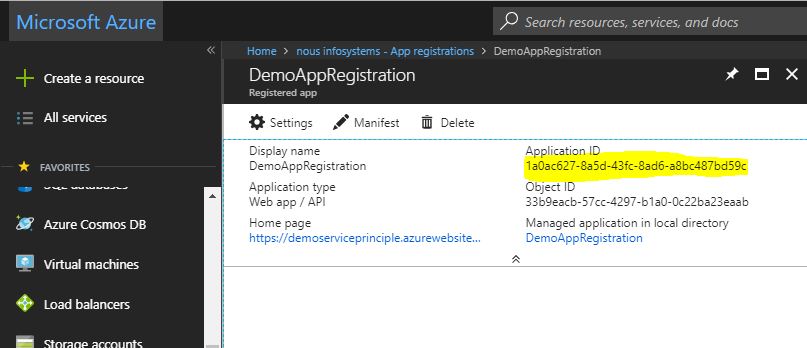 Microsoft Azure
Search resources, services, and docs
«
Home > nous infosystems - App registrations > DemoAppRegistration
DemoAppRegistration
Registered app
Create a resource
All services
FAVORITES
SQL databases
Azure Cosmos DB
Virtual machines
Load balancers
Storage accounts
Settings
Manifest
Delete
Display name
DemoAppRegistration
Application type
Web app / API
Home page
https://demoserviceprinciple.azurewebsite...
Application ID
1a0ac627-8a5d-43fc-8ad6-a8bc487bd59c
Object ID
33b9eacb-57cc-4297-b1a0-0c22ba23eaab
Managed application in local directory
DemoAppRegistration